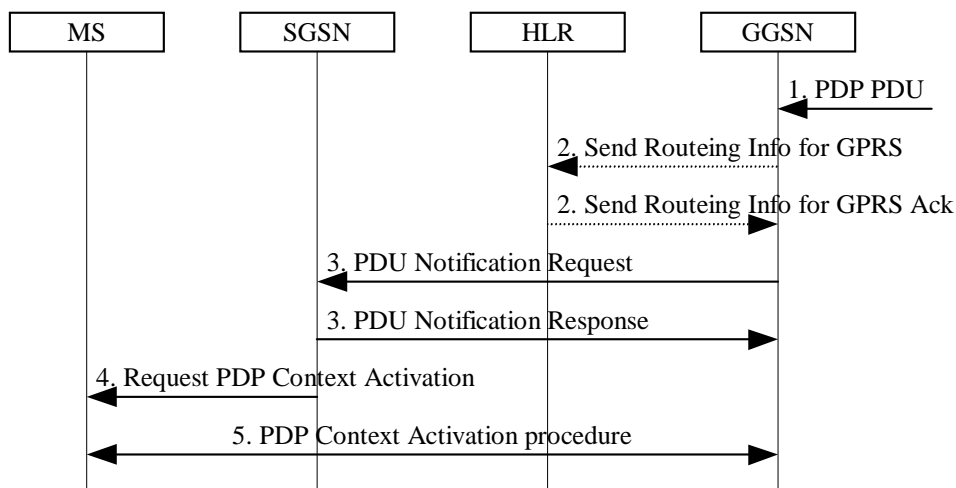 MS SGSN HLR GGSN
1. PDP PDU
2. Send Routeing Info for GPRS
2. Send Routeing Info for GPRS Ack
3. PDU Notification Request
3. PDU Notification Response
4. Request PDP Context Activation
5. PDP Context Activation procedure